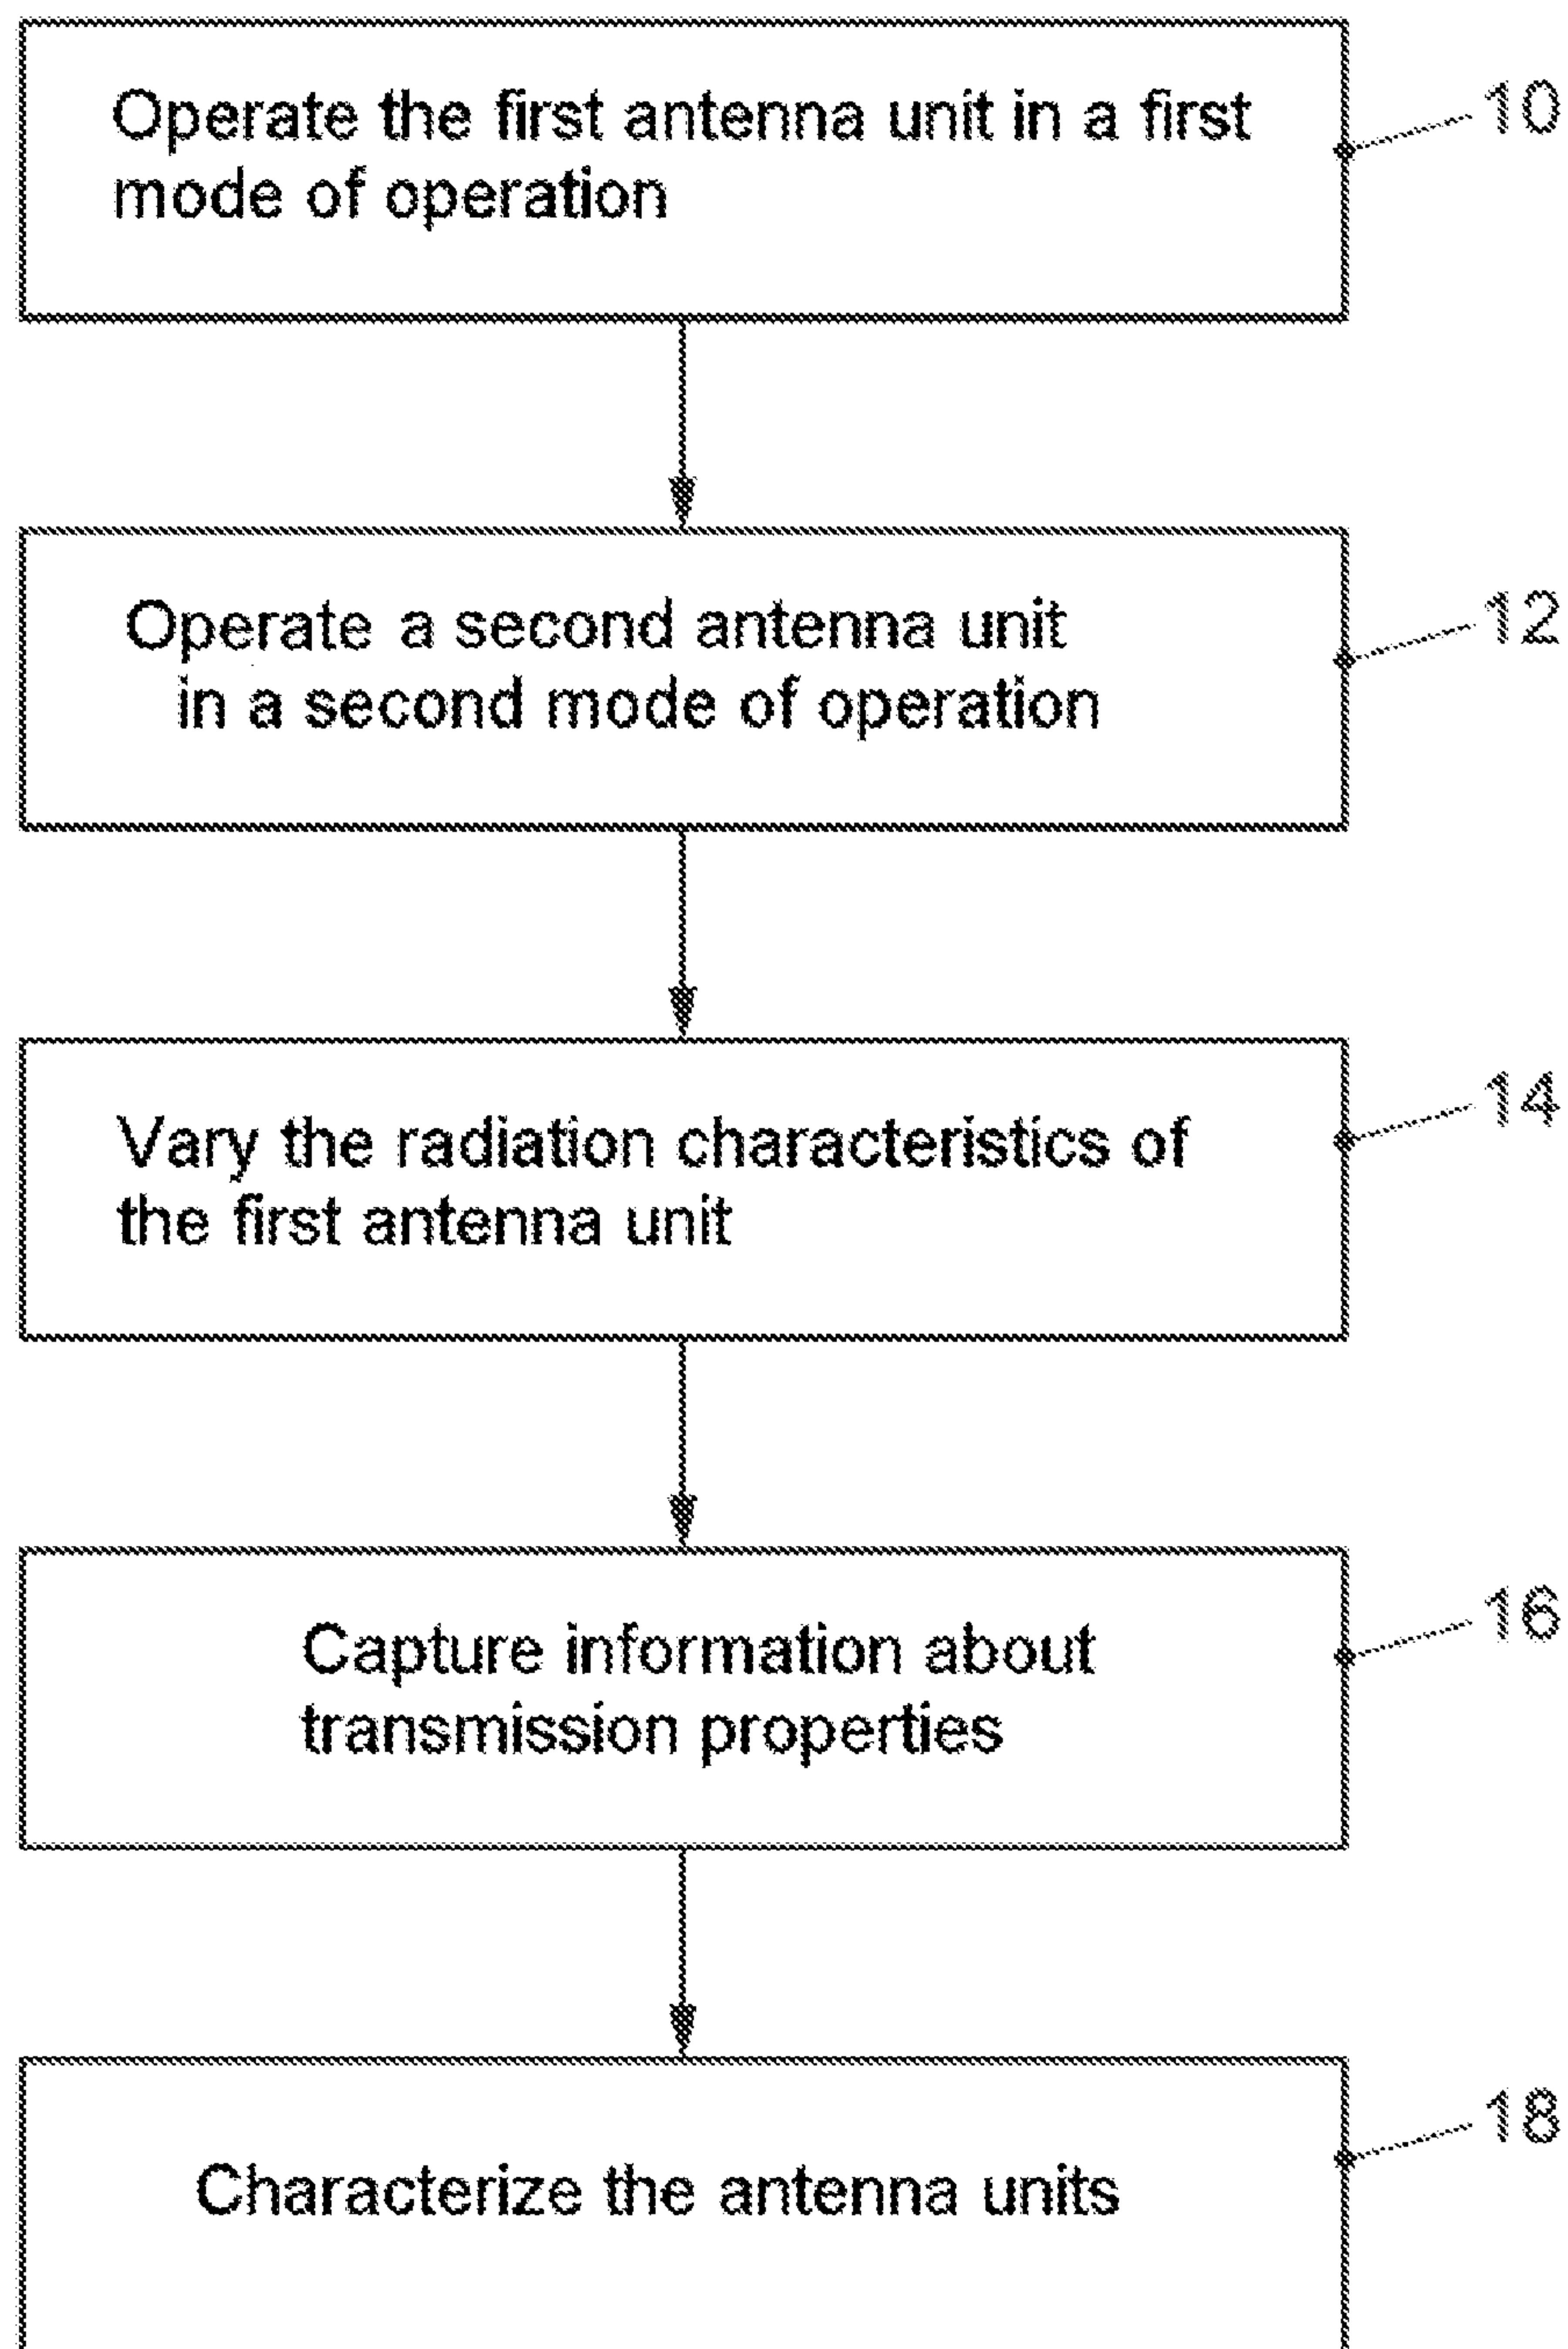 Operate the first antenna unit in a first
mode of operation
10
Operate a second antenna unit
in a second mode of operation
12
Vary the radiation characteristics of
the first antenna unit
14
Capture information about
transmission properties
16
Characterize the antenna units
18